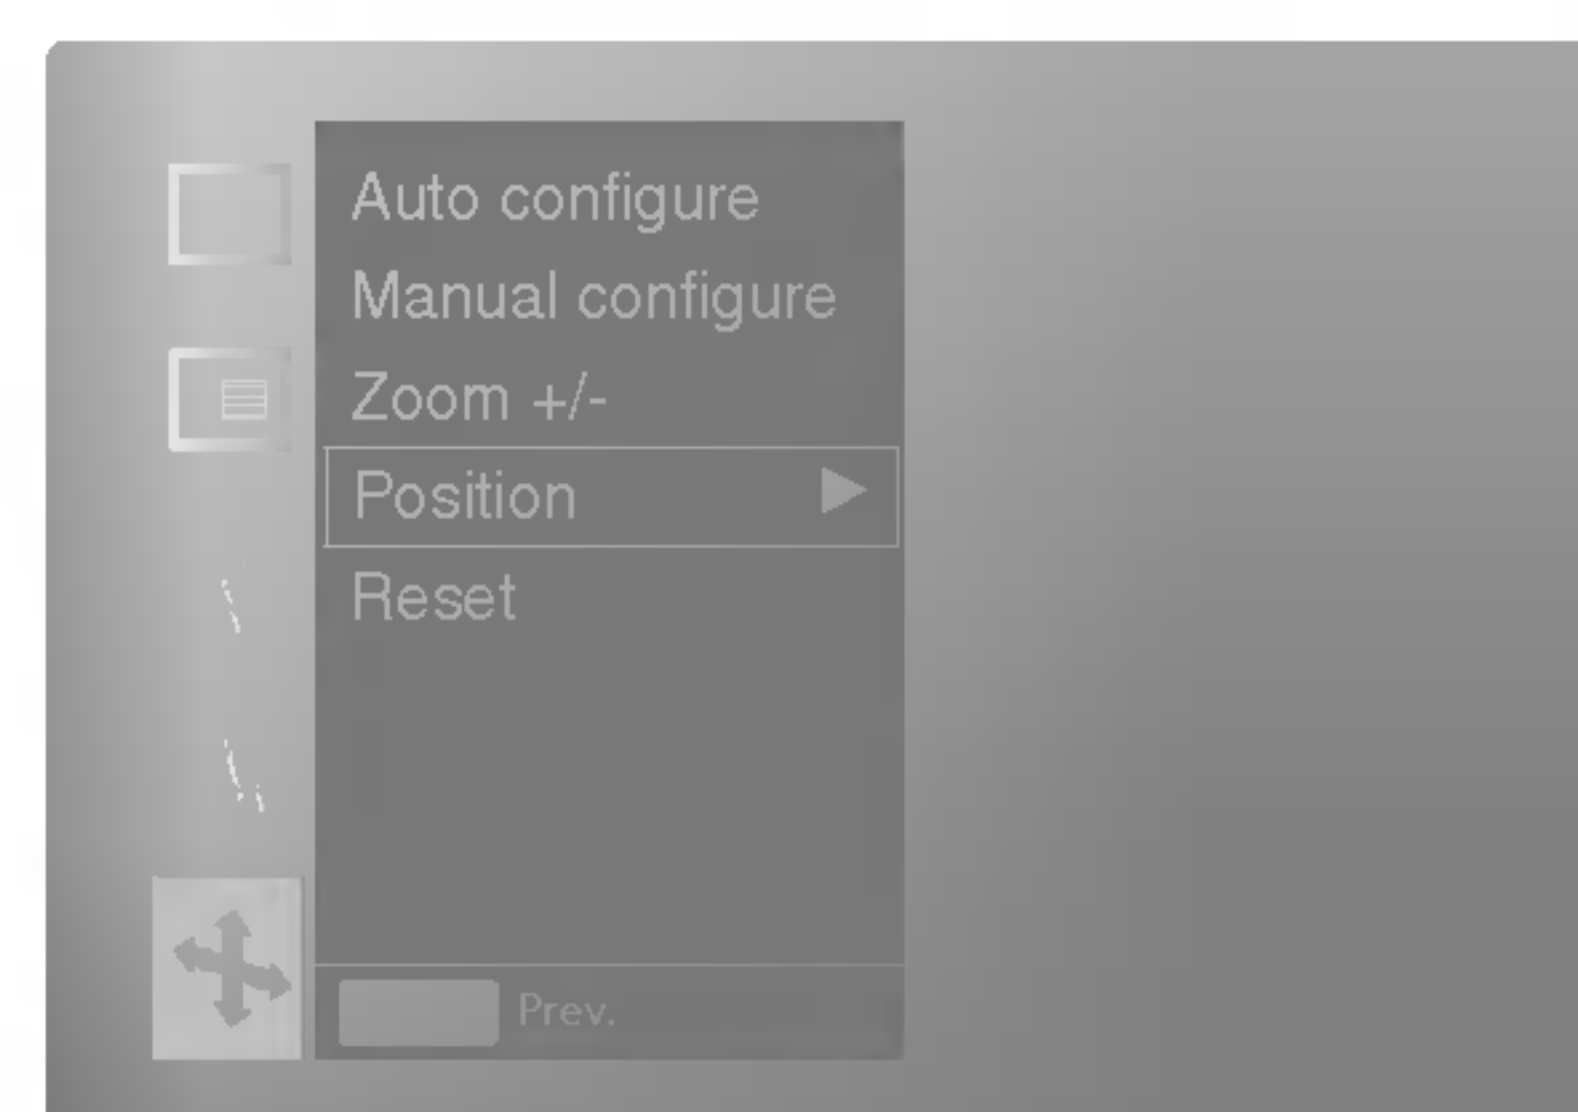 Auto configure
Manual configure
Zoom +/-
Position
Reset
Prev.